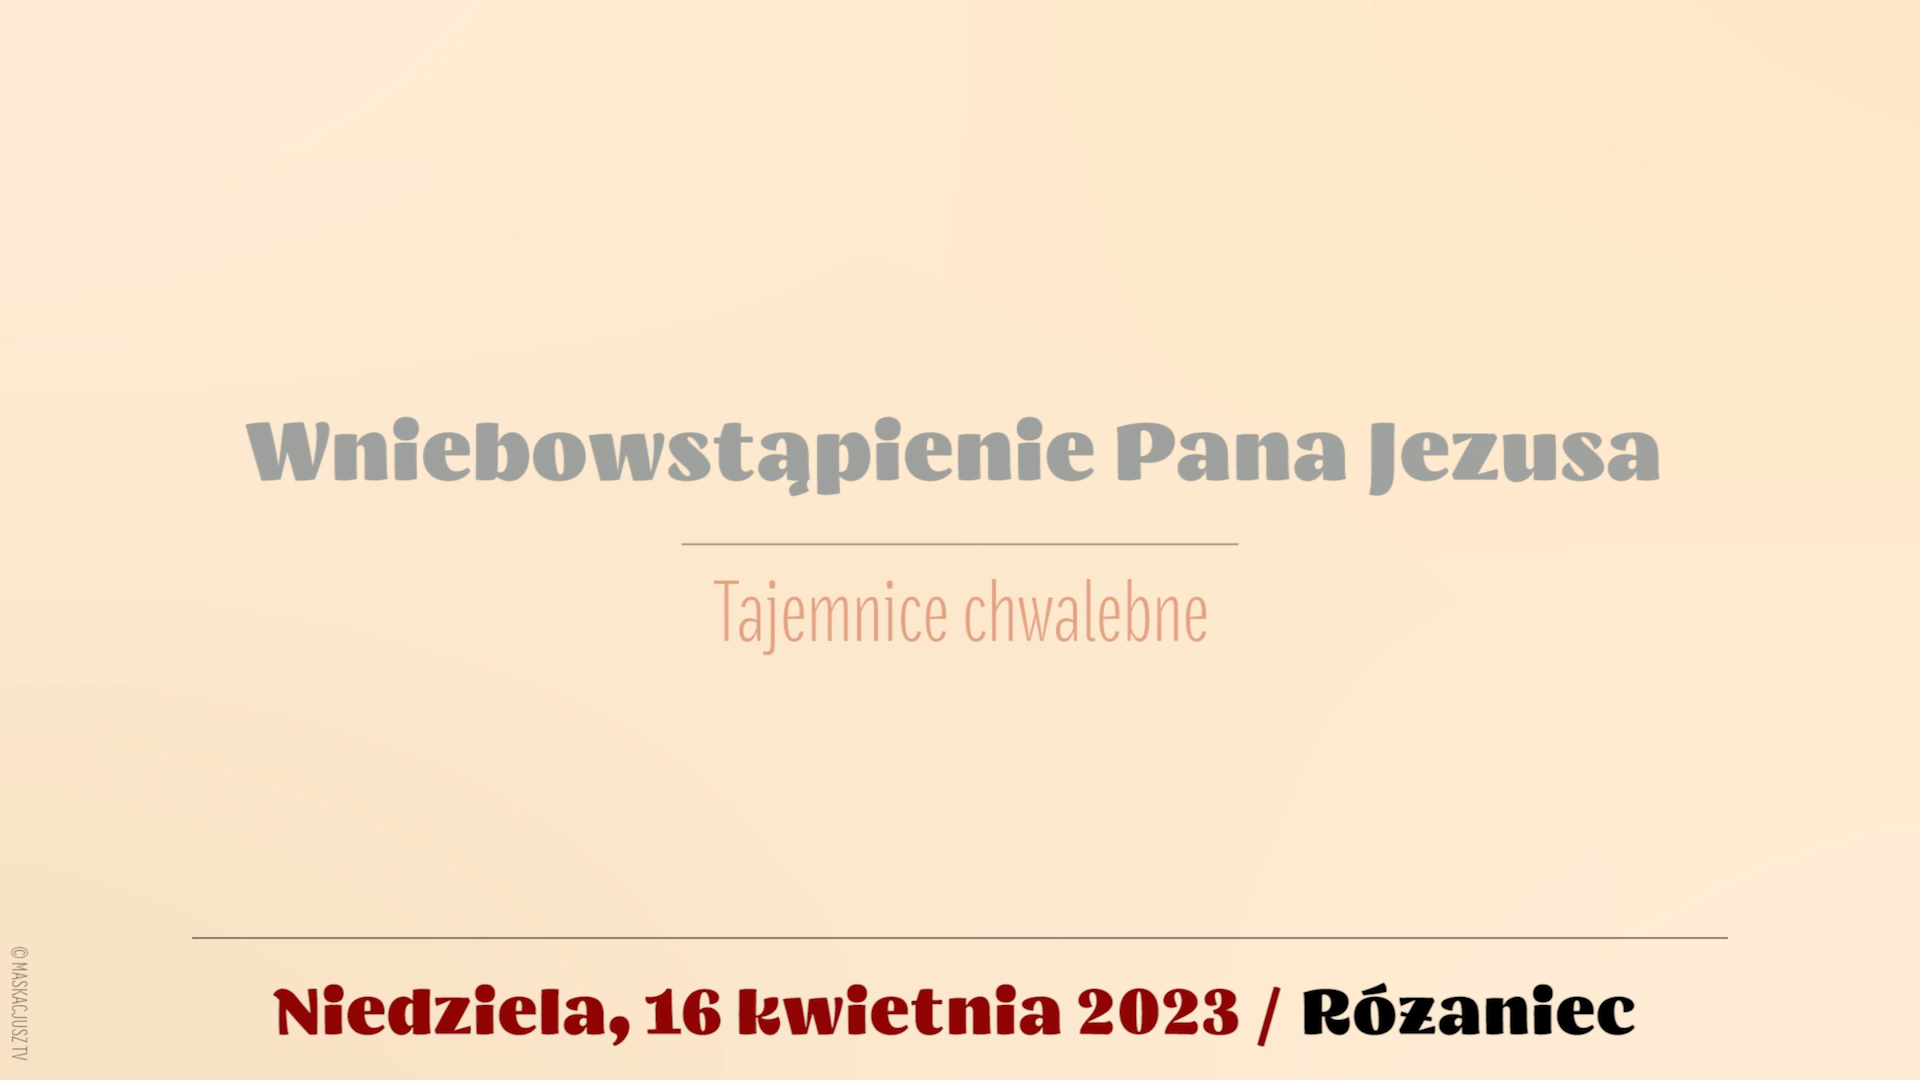 Wniebowstąpienie Pana Jezusa
Tajemnice chwalebne
Niedziela, 16 kwietnia 2023 / Różaniec
© MASKACJUSZ TV